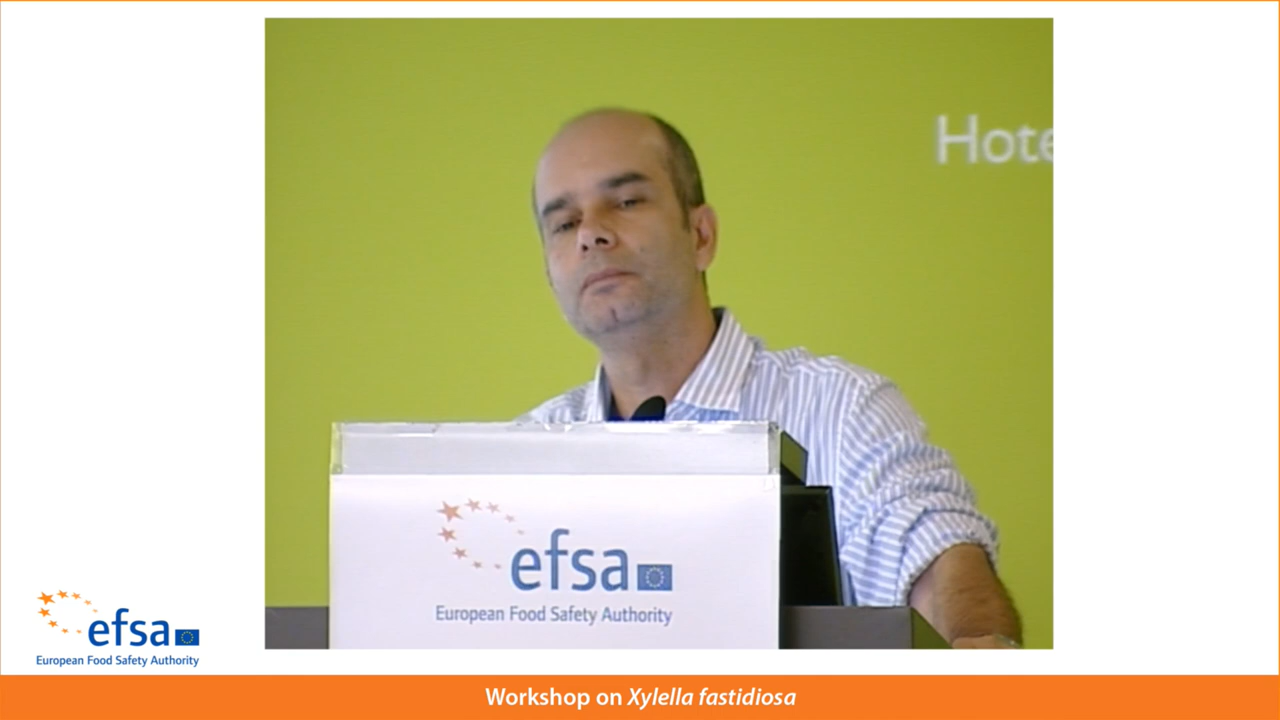 Hote
efsa
European Food Safety Authority
efsa
European Food Safety Authority
Workshop on Xylella fastidiosa